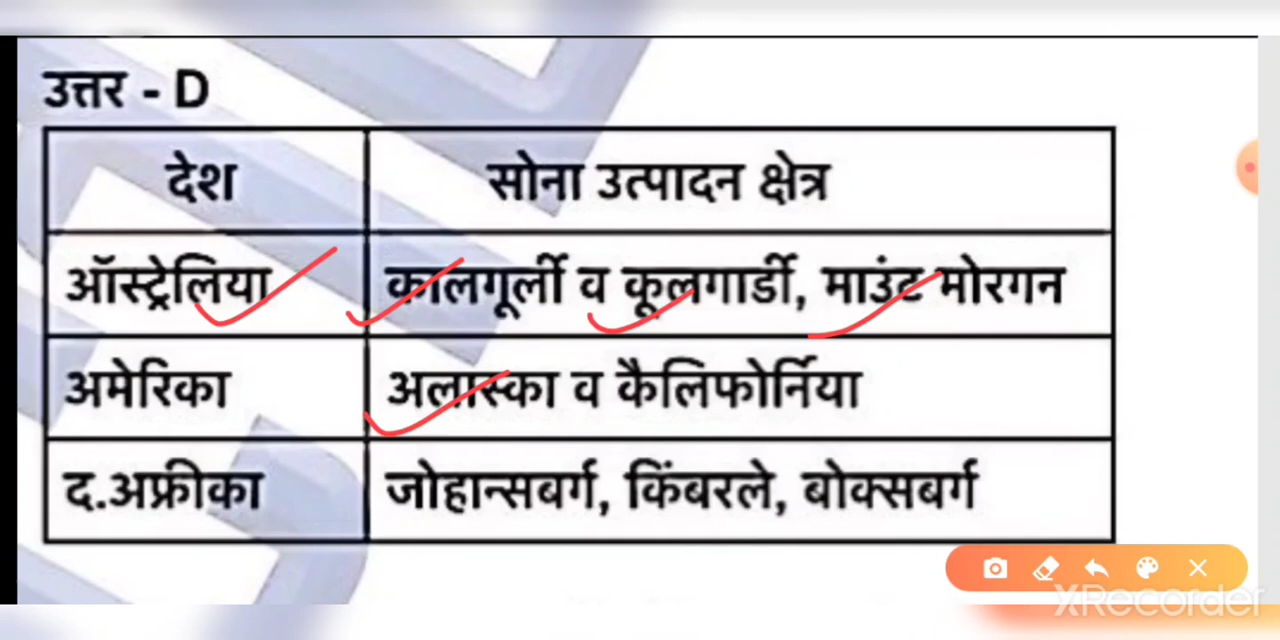 उत्तर - D
देश सोना उत्पादन क्षेत्र
ऑस्ट्रेलिया कालगूर्ली व कूलगार्डी, माउंट मोरगन
अमेरिका अलास्का व कैलिफोर्निया
द.अफ्रीका जोहान्सबर्ग, किंबरले, बोक्सबर्ग
XRecorder